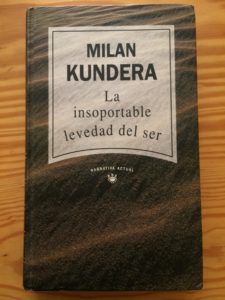 MILAN
KUNDERA
La
insoportable
levedad del ser
NARRATIVA ACTUAL